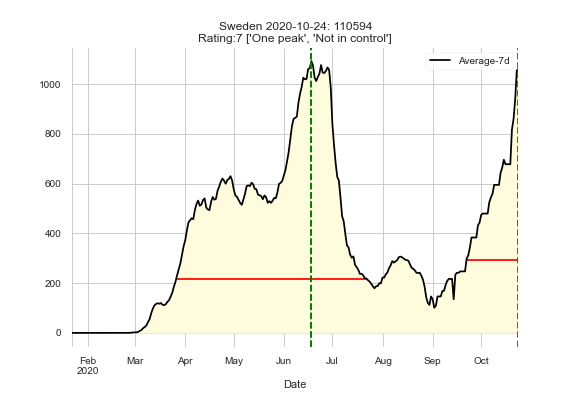 Sweden 2020-10-24: 110594
Rating:7 ['One peak', 'Not in control']
Average-7d
1000
800
600
400
200
0
Feb Mar Apr May Jun Jul Aug Sep Oct
2020
Date